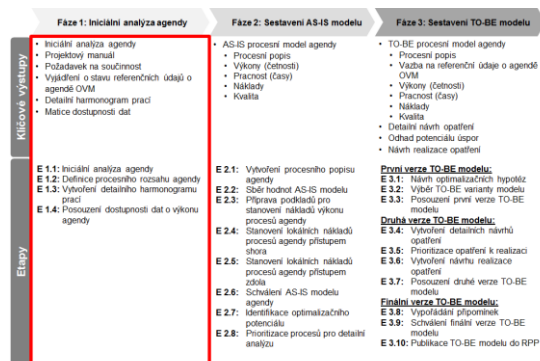 Fáze 1: Iniciální analýza agendy
Fáze 2: Sestavení AS-IS modelu
Fáze 3: Sestavení TO-BE modelu
Klíčové výstupy
• Iniciální analýza agendy
• Projektový manuál
• Požadavek na součinnost
• Vyjádření o stavu referenčních údajů o
agendě OVM
• Detailní harmonogram prací
• Matice dostupnosti dat
• AS-IS procesní model agendy
• Procesní popis
• Výkony (četnosti)
• Pracnost (časy)
• Náklady
• Kvalita
• TO-BE procesní model agendy
• Procesní popis
• Vazba na referenční údaje o agendě
OVM
• Výkony (četnosti)
• Pracnost (časy)
• Náklady
• Kvalita
• Detailní návrh opatření
• Odhad potenciálu úspor
• Návrh realizace opatření
Etapy
E 1.1: Iniciální analýza agendy
E 1.2: Definice procesního rozsahu agendy
E 1.3: Vytvoření detailního harmonogramu
prací
E 1.4: Posouzení dostupnosti dat o výkonu
agendy
E 2.1: Vytvoření procesního popisu
agendy
E 2.2: Sběr hodnot AS-IS modelu
E 2.3: Příprava podkladů pro
stanovení nákladů výkonu
procesů agendy
E 2.4: Stanovení lokálních nákladů
procesů agendy přístupem
shora
E 2.5: Stanovení lokálních nákladů
procesů agendy přístupem
zdola
E 2.6: Schválení AS-IS modelu
agendy
E 2.7: Identifikace optimalizačního
potenciálu
E 2.8: Prioritizace procesů pro detailní
analýzu
První verze TO-BE modelu:
E 3.1: Návrh optimalizačních hypotéz
E 3.2: Výběr TO-BE varianty modelu
E 3.3: Posouzení první verze TO-BE
modelu
Druhá verze TO-BE modelu:
E 3.4: Vytvoření detailních návrhů
opatření
E 3.5: Prioritizace opatření k realizaci
E 3.6: Vytvoření návrhu realizace
opatření
E 3.7: Posouzení druhé verze TO-BE
modelu
Finální verze TO-BE modelu:
E 3.8: Vypořádání připomínek
E 3.9: Schválení finální verze TO-BE
modelu
E 3.10: Publikace TO-BE modelu do RPP